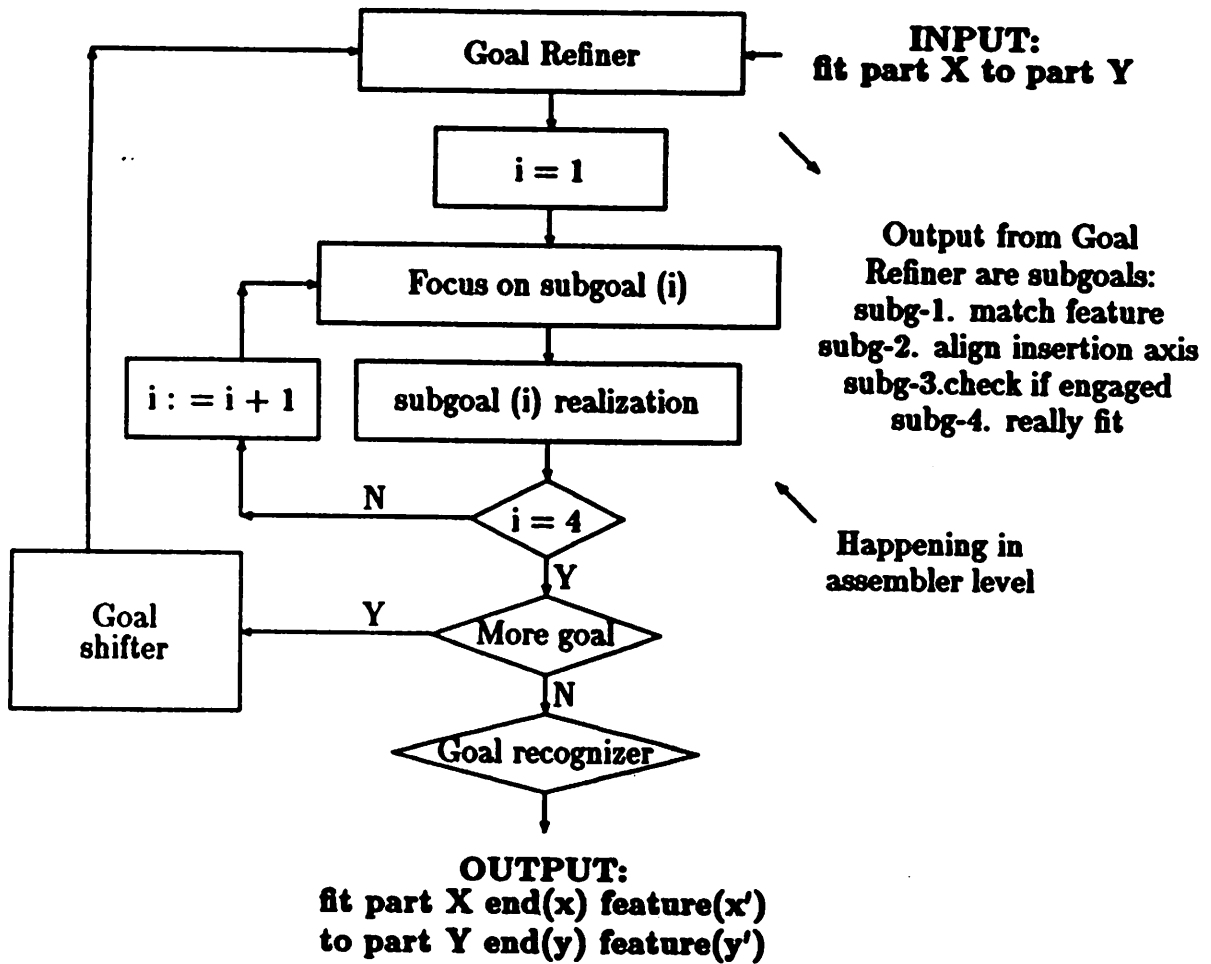 Goal Refiner
INPUT:
fit part X to part Y
i = 1
Output from Goal
Refiner are subgoals:
subg-1. match feature
subg-2. align insertion axis
subg-3.check if engaged
subg-4. really fit
Focus on subgoal (i)
i : = i + 1
subgoal (i) realization
N
i = 4
Happening in
assembler level
Y
Goal
shifter
Y
More goal
N
Goal recognizer
OUTPUT:
fit part X end(x) feature(x')
to part Y end(y) feature(y')